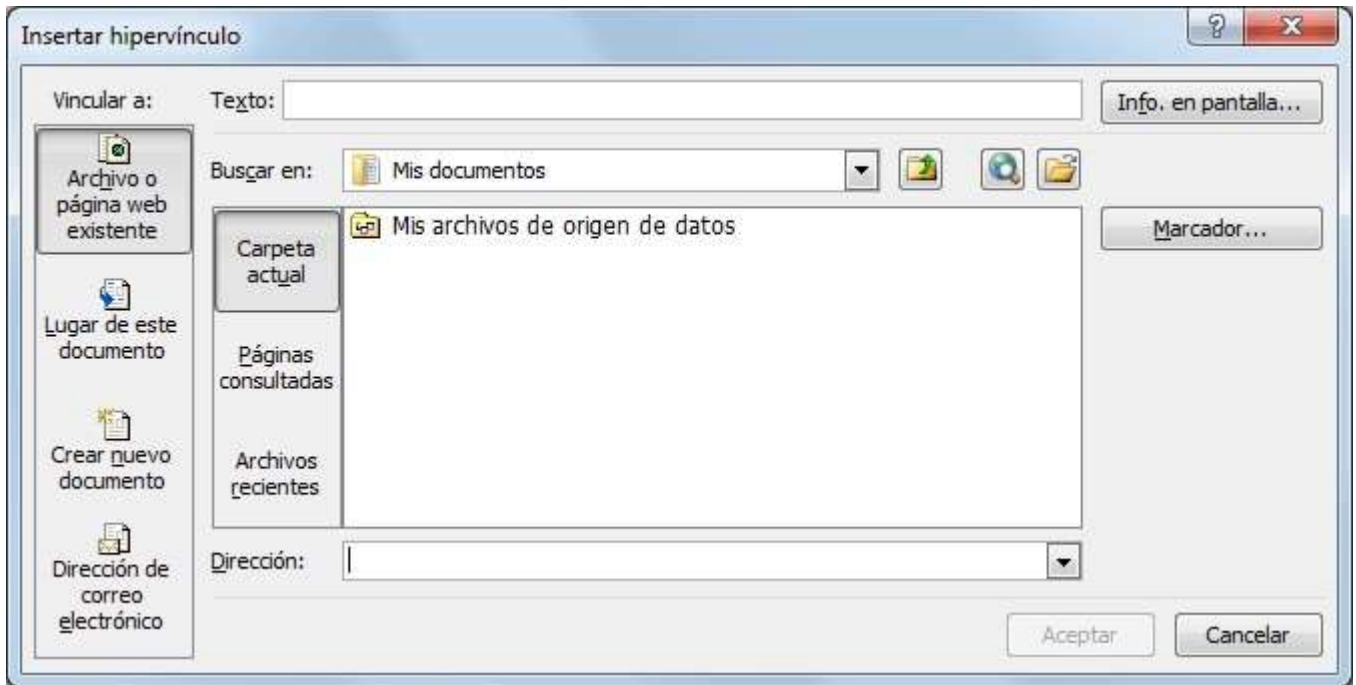 Insertar hipervínculo
Vincular a:
Texto:
Info. en pantalla...
Archivo o
página web
existente
Buscar en:
Mis documentos
Carpeta
actual
Mis archivos de origen de datos
Marcador...
Lugar de este
documento
Páginas
consultadas
Crear nuevo
documento
Archivos
recientes
Dirección de
correo
electrónico
Dirección:
Aceptar
Cancelar